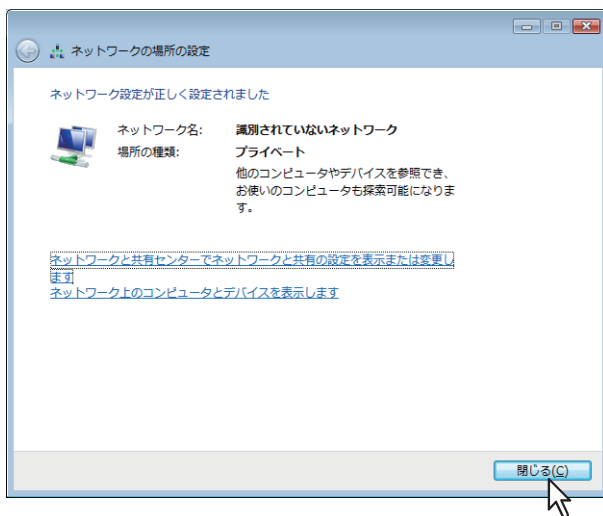 ネットワークの場所の設定
ネットワーク設定が正しく設定されました
ネットワーク名: 識別されていないネットワーク
場所の種類: プライベート
他のコンピュータやデバイスを参照でき、
お使いのコンピュータも探索可能になりま
す。
ネットワークと共有センターでネットワークと共有の設定を表示または変更し
ます
ネットワーク上のコンピュータとデバイスを表示します
閉じる(C)